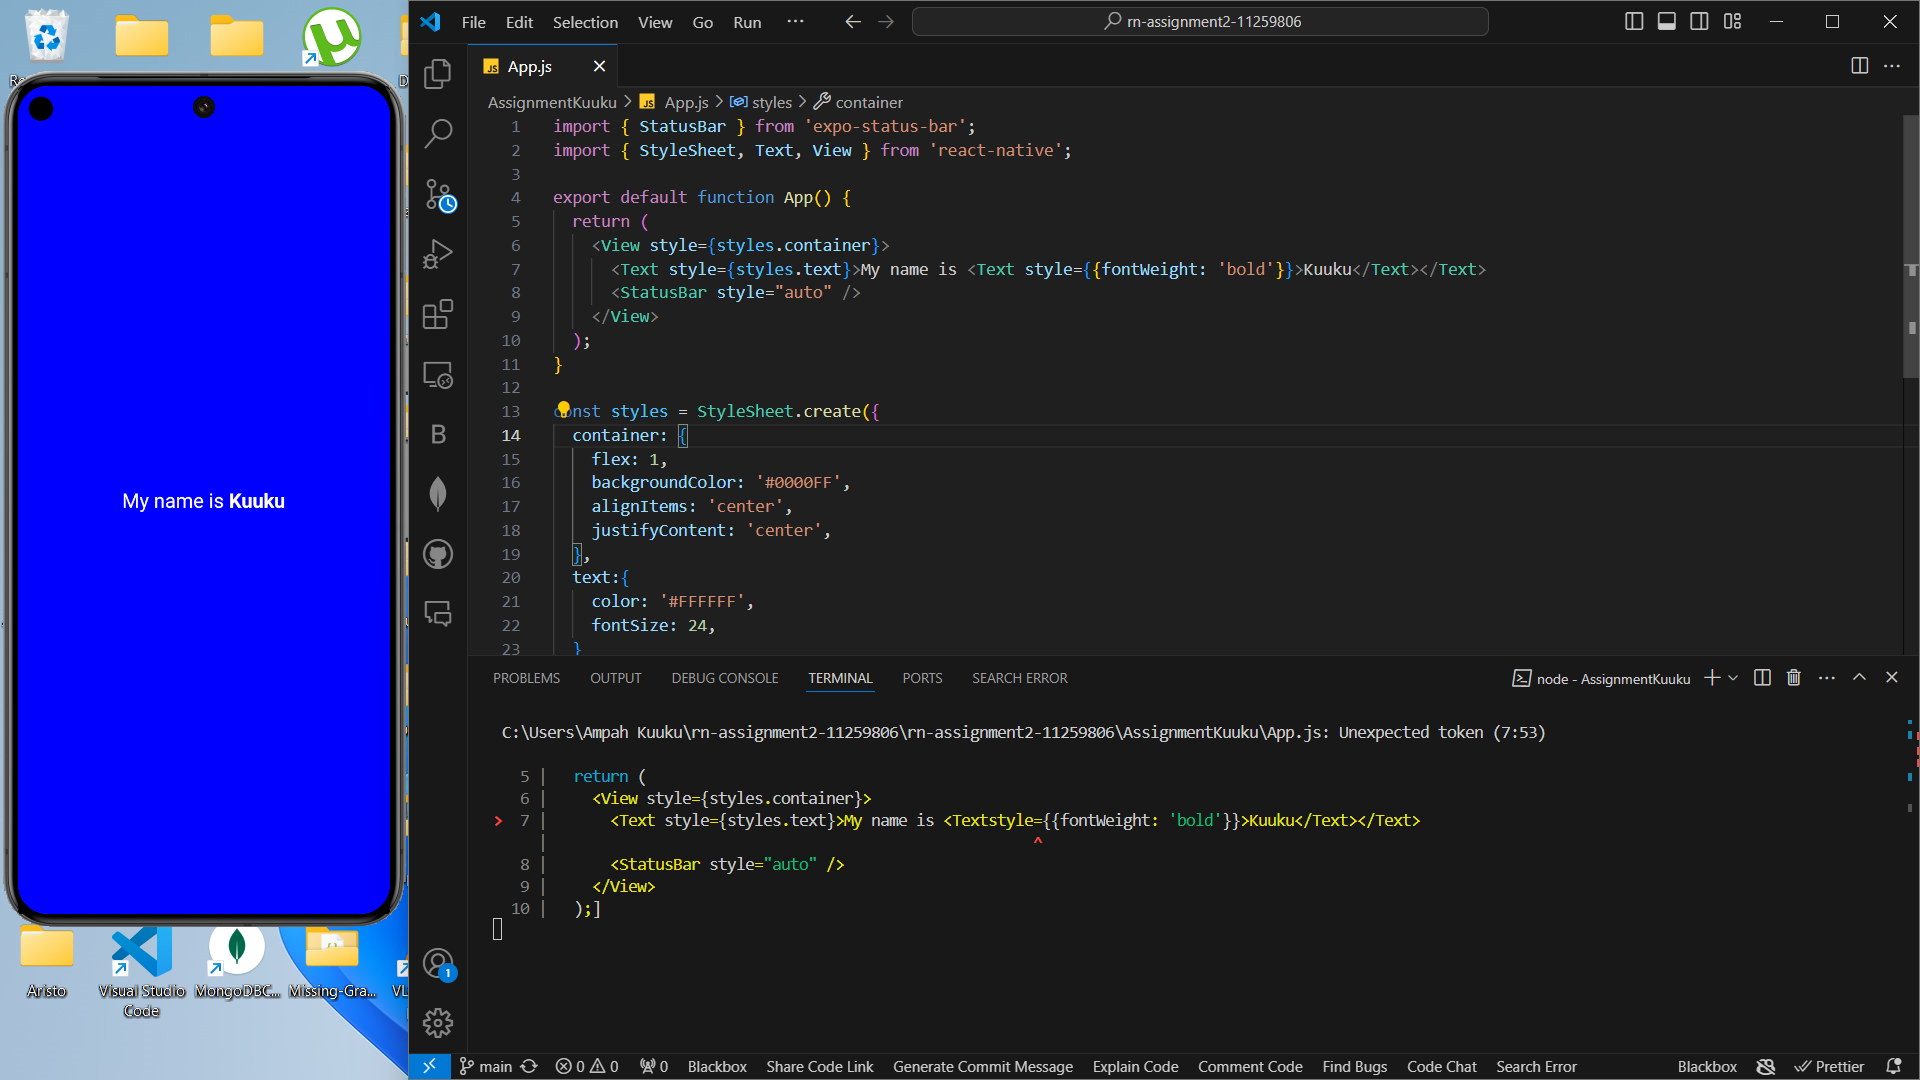 File Edit Selection View Go Run ··· rn-assignment2-11259806
JS App.js
AssignmentKuuku > JS App.js > styles > container
1 import { StatusBar } from 'expo-status-bar';
2 import { StyleSheet, Text, View } from 'react-native';
3
4 export default function App() {
5 return (
6 <View style={styles.container}>
7 <Text style={styles.text}>My name is <Text style={{fontWeight: 'bold'}}>Kuuku</Text></Text>
8 <StatusBar style="auto" />
9 </View>
10 );
11 }
12
13 const styles = StyleSheet.create({
14 container: {
15 flex: 1,
16 backgroundColor: '#0000FF',
17 alignItems: 'center',
18 justifyContent: 'center',
19 },
20 text:{
21 color: '#FFFFFF',
22 fontSize: 24,
23 }
My name is Kuuku
B
PROBLEMS OUTPUT DEBUG CONSOLE TERMINAL PORTS SEARCH ERROR node - AssignmentKuuku
C:\Users\Ampah Kuuku\rn-assignment2-11259806\rn-assignment2-11259806\AssignmentKuuku\App.js: Unexpected token (7:53)
5 | return (
6 | <View style={styles.container}>
> 7 | <Text style={styles.text}>My name is <Textstyle={{fontWeight: 'bold'}}>Kuuku</Text></Text>
| ^
8 | <StatusBar style="auto" />
9 | </View>
10 | );]
Aristo
Visual Studio Code
MongoDBC...
Missing-Gra...
1
main 0 0 0 Blackbox Share Code Link Generate Commit Message Explain Code Comment Code Find Bugs Code Chat Search Error Blackbox Prettier